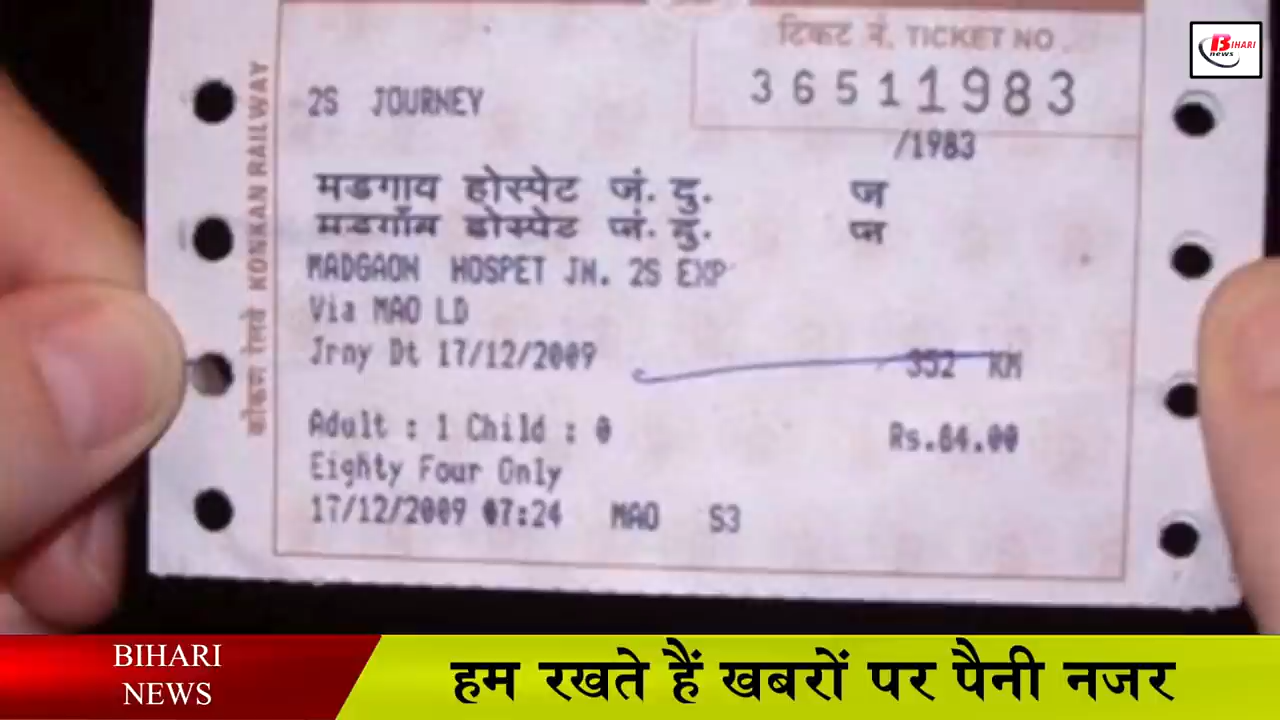 BIHARI
news
टिकट नं. TICKET NO.
36511983
2S JOURNEY
/1983
मडगाव होस्पेट जं. दु. ज
मडगाँव होस्पेट जं. दु. ज
MADGAON HOSPET JN. 2S EXP
Via MAO LD
Jrny Dt 17/12/2009 352 KM
Adult : 1 Child : 0 Rs.84.00
Eighty Four Only
17/12/2009 07:24 MAO S3
कोंकण रेलवे KONKAN RAILWAY
BIHARI
NEWS
हम रखते हैं खबरों पर पैनी नजर